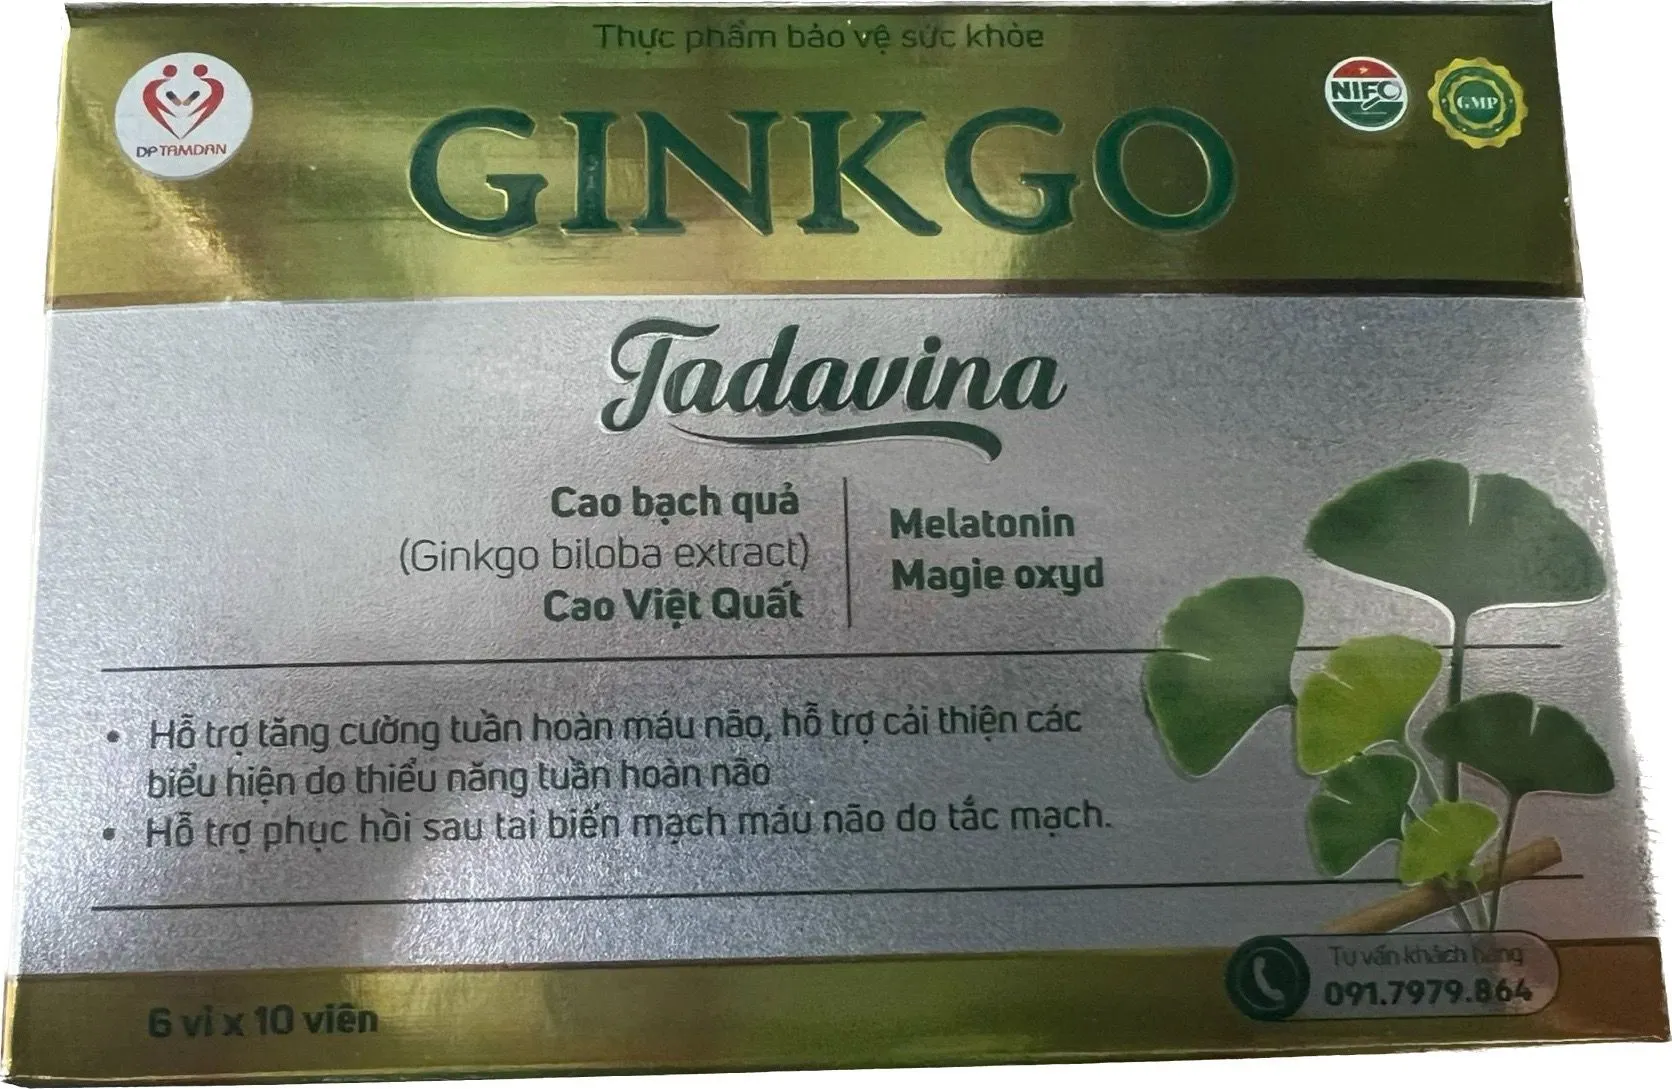 Thực phẩm bảo vệ sức khỏe
DP TAMDAN
NIFC
GMP
GINKGO
Tadavina
Cao bạch quả
(Ginkgo biloba extract)
Cao Việt Quất
Melatonin
Magie oxyd
• Hỗ trợ tăng cường tuần hoàn máu não, hỗ trợ cải thiện các
biểu hiện do thiểu năng tuần hoàn não
• Hỗ trợ phục hồi sau tai biến mạch máu não do tắc mạch.
6 vỉ x 10 viên
Tư vấn khách hàng
091.7979.864